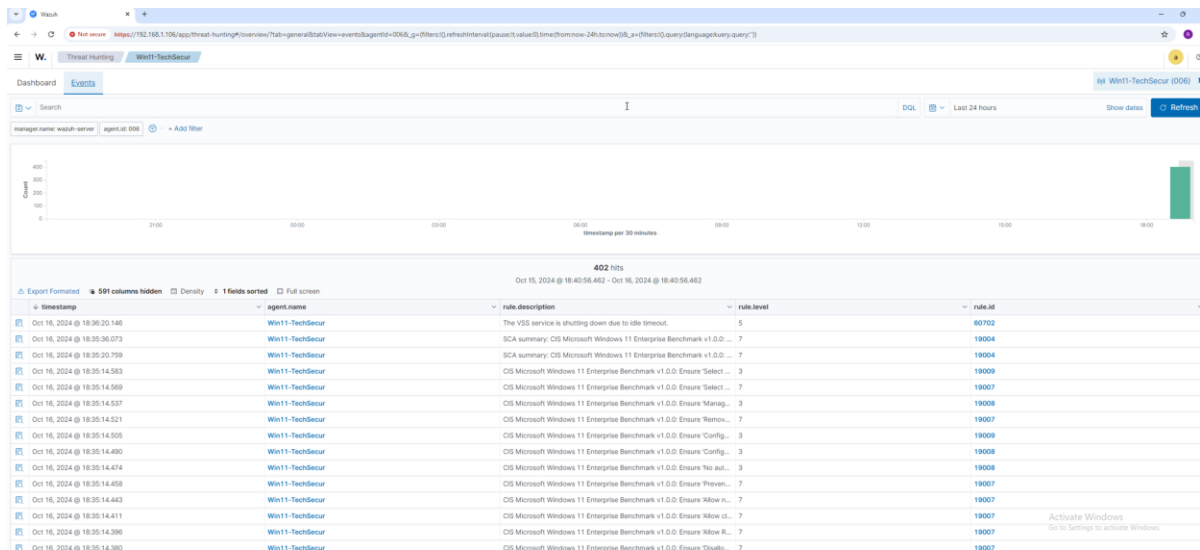 Wazuh
Not secure https://192.168.1.106/app/threat-hunting#/overview/?tab=general&tabView=events&agentId=006&_g=(filters:!(),refreshInterval:(pause:!t,value:0),time:(from:now-24h,to:now))&_a=(filters:!(),query:(language:kuery,query:''))
W. Threat Hunting Win11-TechSecur a
Dashboard Events Win11-TechSecur (006)
Search DQL Last 24 hours Show dates Refresh
manager.name: wazuh-server agent.id: 006 + Add filter
400
300
200
100
0
Count
21:00 00:00 03:00 06:00 09:00 12:00 15:00 18:00
timestamp per 30 minutes
402 hits
Oct 15, 2024 @ 18:40:56.462 - Oct 16, 2024 @ 18:40:56.462
Export Formated 591 columns hidden Density 1 fields sorted Full screen
timestamp agent.name rule.description rule.level rule.id
Oct 16, 2024 @ 18:36:20.146 Win11-TechSecur The VSS service is shutting down due to idle timeout. 5 60702
Oct 16, 2024 @ 18:35:36.073 Win11-TechSecur SCA summary: CIS Microsoft Windows 11 Enterprise Benchmark v1.0.0: ... 7 19004
Oct 16, 2024 @ 18:35:20.759 Win11-TechSecur SCA summary: CIS Microsoft Windows 11 Enterprise Benchmark v1.0.0: ... 7 19004
Oct 16, 2024 @ 18:35:14.583 Win11-TechSecur CIS Microsoft Windows 11 Enterprise Benchmark v1.0.0: Ensure 'Select ... 3 19009
Oct 16, 2024 @ 18:35:14.569 Win11-TechSecur CIS Microsoft Windows 11 Enterprise Benchmark v1.0.0: Ensure 'Select ... 7 19007
Oct 16, 2024 @ 18:35:14.537 Win11-TechSecur CIS Microsoft Windows 11 Enterprise Benchmark v1.0.0: Ensure 'Manag... 3 19008
Oct 16, 2024 @ 18:35:14.521 Win11-TechSecur CIS Microsoft Windows 11 Enterprise Benchmark v1.0.0: Ensure 'Remov... 7 19007
Oct 16, 2024 @ 18:35:14.505 Win11-TechSecur CIS Microsoft Windows 11 Enterprise Benchmark v1.0.0: Ensure 'Config... 3 19009
Oct 16, 2024 @ 18:35:14.490 Win11-TechSecur CIS Microsoft Windows 11 Enterprise Benchmark v1.0.0: Ensure 'Config... 3 19008
Oct 16, 2024 @ 18:35:14.474 Win11-TechSecur CIS Microsoft Windows 11 Enterprise Benchmark v1.0.0: Ensure 'No aut... 3 19008
Oct 16, 2024 @ 18:35:14.458 Win11-TechSecur CIS Microsoft Windows 11 Enterprise Benchmark v1.0.0: Ensure 'Preven... 7 19007
Oct 16, 2024 @ 18:35:14.443 Win11-TechSecur CIS Microsoft Windows 11 Enterprise Benchmark v1.0.0: Ensure 'Allow n... 7 19007
Oct 16, 2024 @ 18:35:14.411 Win11-TechSecur CIS Microsoft Windows 11 Enterprise Benchmark v1.0.0: Ensure 'Allow cl... 7 19007
Oct 16, 2024 @ 18:35:14.396 Win11-TechSecur CIS Microsoft Windows 11 Enterprise Benchmark v1.0.0: Ensure 'Allow R... 7 19007
Oct 16, 2024 @ 18:35:14.380 Win11-TechSecur CIS Microsoft Windows 11 Enterprise Benchmark v1.0.0: Ensure 'Disallo... 7 19007
Activate Windows
Go to Settings to activate Windows.